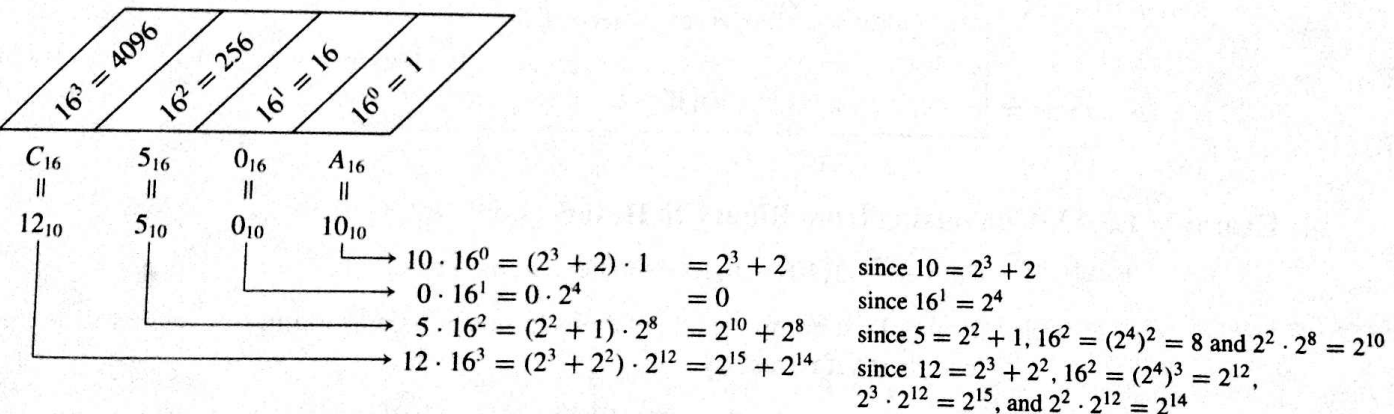 16³ = 4096 16² = 256 16¹ = 16 16⁰ = 1
C₁₆ 5₁₆ 0₁₆ A₁₆
|| || || ||
12₁₀ 5₁₀ 0₁₀ 10₁₀
10 · 16⁰ = (2³ + 2) · 1 = 2³ + 2 since 10 = 2³ + 2
0 · 16¹ = 0 · 2⁴ = 0 since 16¹ = 2⁴
5 · 16² = (2² + 1) · 2⁸ = 2¹⁰ + 2⁸ since 5 = 2² + 1, 16² = (2⁴)² = 8 and 2² · 2⁸ = 2¹⁰
12 · 16³ = (2³ + 2²) · 2¹² = 2¹⁵ + 2¹⁴ since 12 = 2³ + 2², 16² = (2⁴)³ = 2¹²,
2³ · 2¹² = 2¹⁵, and 2² · 2¹² = 2¹⁴